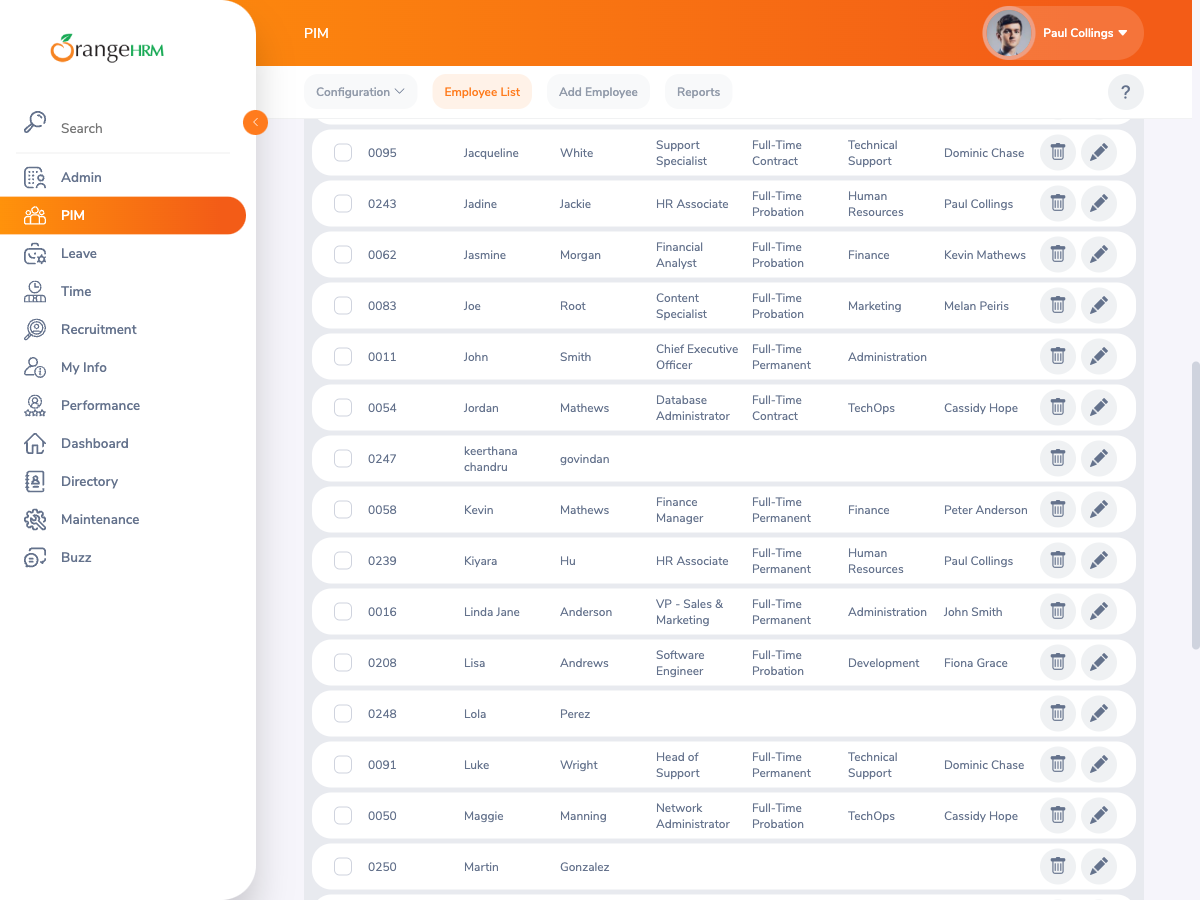 OrangeHRM
Search
Admin
PIM
Leave
Time
Recruitment
My Info
Performance
Dashboard
Directory
Maintenance
Buzz
PIM
Paul Collings
Configuration
Employee List
Add Employee
Reports
?
0095 Jacqueline White Support Specialist Full-Time Contract Technical Support Dominic Chase
0243 Jadine Jackie HR Associate Full-Time Probation Human Resources Paul Collings
0062 Jasmine Morgan Financial Analyst Full-Time Probation Finance Kevin Mathews
0083 Joe Root Content Specialist Full-Time Probation Marketing Melan Peiris
0011 John Smith Chief Executive Officer Full-Time Permanent Administration
0054 Jordan Mathews Database Administrator Full-Time Contract TechOps Cassidy Hope
0247 keerthana chandru govindan
0058 Kevin Mathews Finance Manager Full-Time Permanent Finance Peter Anderson
0239 Kiyara Hu HR Associate Full-Time Permanent Human Resources Paul Collings
0016 Linda Jane Anderson VP - Sales & Marketing Full-Time Permanent Administration John Smith
0208 Lisa Andrews Software Engineer Full-Time Probation Development Fiona Grace
0248 Lola Perez
0091 Luke Wright Head of Support Full-Time Permanent Technical Support Dominic Chase
0050 Maggie Manning Network Administrator Full-Time Probation TechOps Cassidy Hope
0250 Martin Gonzalez